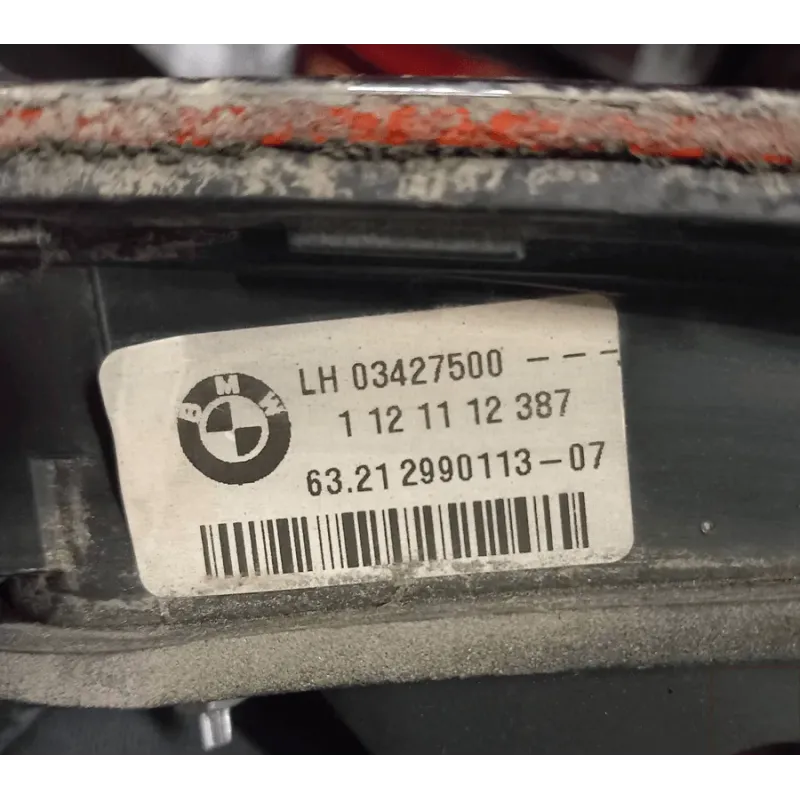 BMW
LH 03427500 ---
1 12 11 12 387
63.21 2990113-07